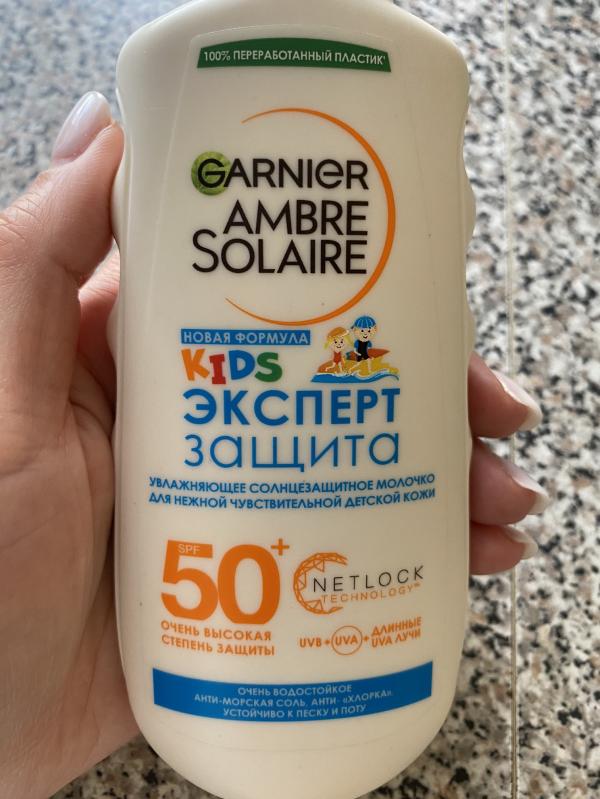 100% ПЕРЕРАБОТАННЫЙ ПЛАСТИК*
GARNIER
AMBRE
SOLAIRE
НОВАЯ ФОРМУЛА
KIDS
ЭКСПЕРТ
защита
УВЛАЖНЯЮЩЕЕ СОЛНЦЕЗАЩИТНОЕ МОЛОЧКО
ДЛЯ НЕЖНОЙ ЧУВСТВИТЕЛЬНОЙ ДЕТСКОЙ КОЖИ
SPF
50+
ОЧЕНЬ ВЫСОКАЯ
СТЕПЕНЬ ЗАЩИТЫ
NETLOCK
TECHNOLOGY™
UVB + UVA + ДЛИННЫЕ
UVA ЛУЧИ
ОЧЕНЬ ВОДОСТОЙКОЕ
АНТИ-МОРСКАЯ СОЛЬ, АНТИ- «ХЛОРКА».
УСТОЙЧИВО К ПЕСКУ И ПОТУ